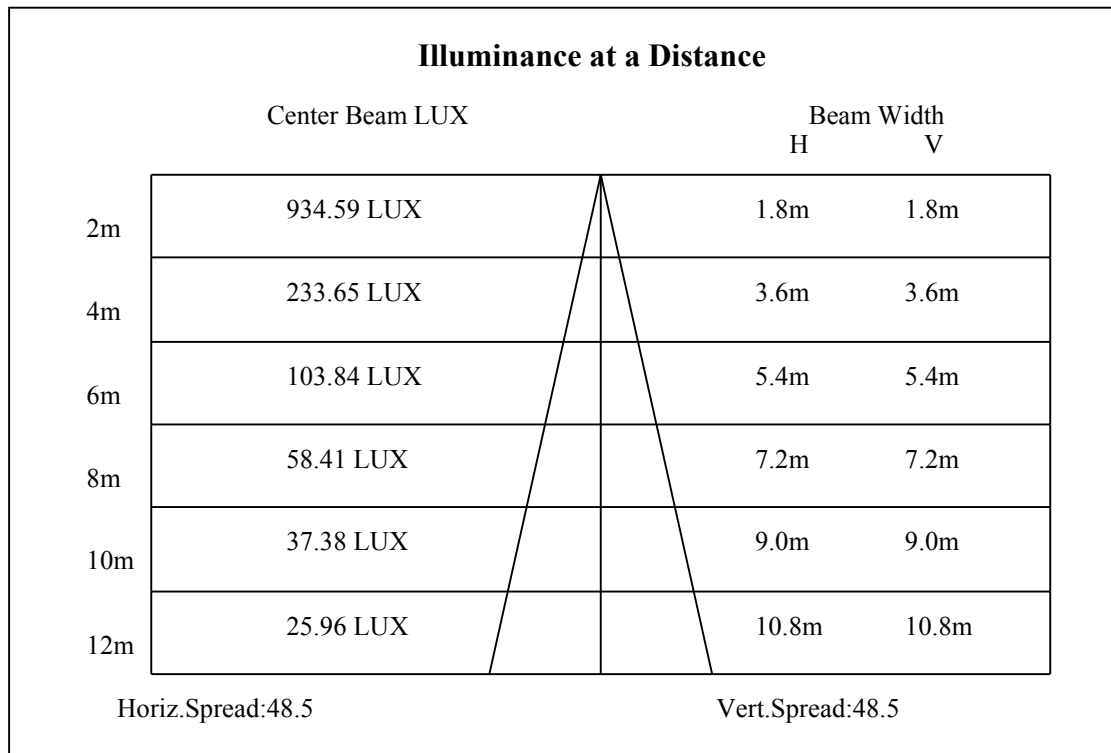 Illuminance at a Distance
Center Beam LUX Beam Width
H V
2m 934.59 LUX 1.8m 1.8m
4m 233.65 LUX 3.6m 3.6m
6m 103.84 LUX 5.4m 5.4m
8m 58.41 LUX 7.2m 7.2m
10m 37.38 LUX 9.0m 9.0m
12m 25.96 LUX 10.8m 10.8m
Horiz.Spread:48.5 Vert.Spread:48.5